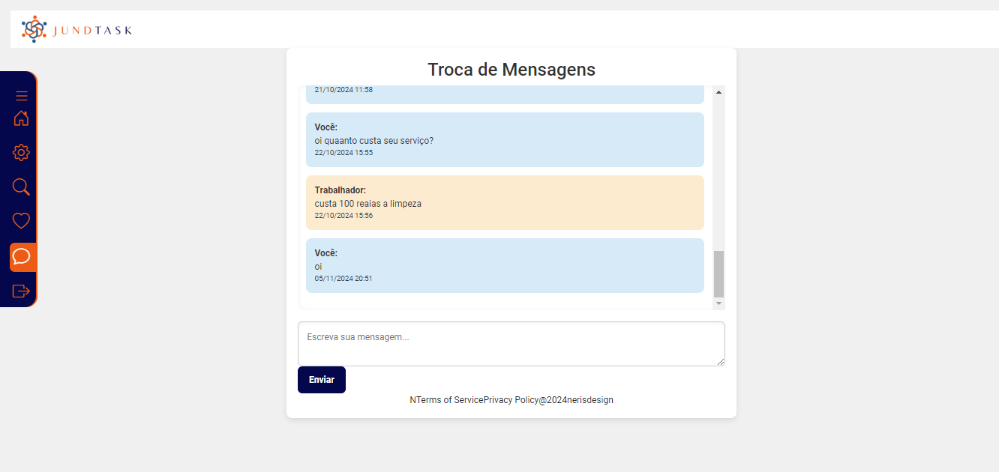 JUNDTASK
Troca de Mensagens
21/10/2024 11:58
Você:
oi quaanto custa seu serviço?
22/10/2024 15:55
Trabalhador:
custa 100 reaias a limpeza
22/10/2024 15:56
Você:
oi
05/11/2024 20:51
Escreva sua mensagem...
Enviar
NTerms of ServicePrivacy Policy@2024nerisdesign